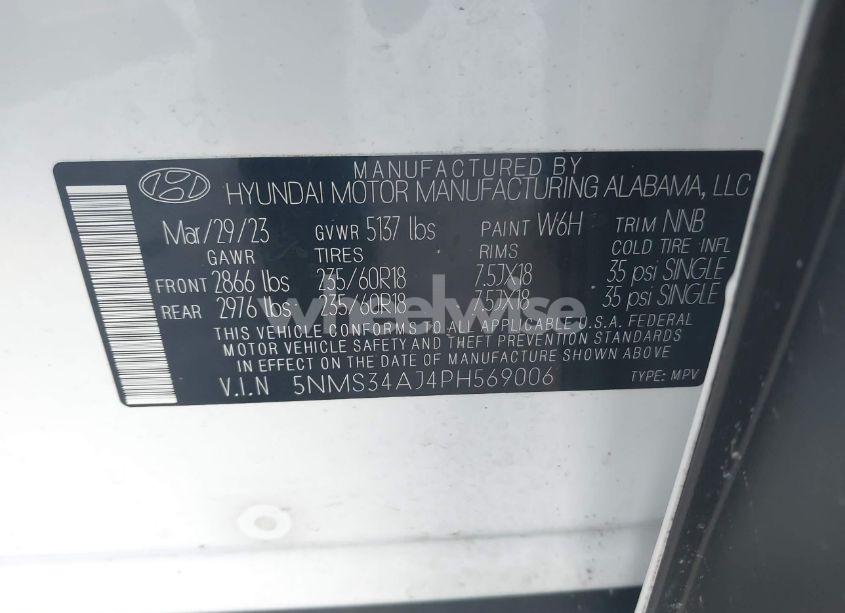 MANUFACTURED BY
HYUNDAI MOTOR MANUFACTURING ALABAMA, LLC
Mar/29/23 GVWR 5137 lbs PAINT W6H TRIM NNB
GAWR TIRES RIMS COLD TIRE INFL
FRONT 2866 lbs 235/60R18 7.5JX18 35 psi SINGLE
REAR 2976 lbs 235/60R18 7.5JX18 35 psi SINGLE
wheelwise
THIS VEHICLE CONFORMS TO ALL APPLICABLE U.S.A. FEDERAL
MOTOR VEHICLE SAFETY AND THEFT PREVENTION STANDARDS
IN EFFECT ON THE DATE OF MANUFACTURE SHOWN ABOVE
V.I.N 5NMS34AJ4PH569006 TYPE: MPV